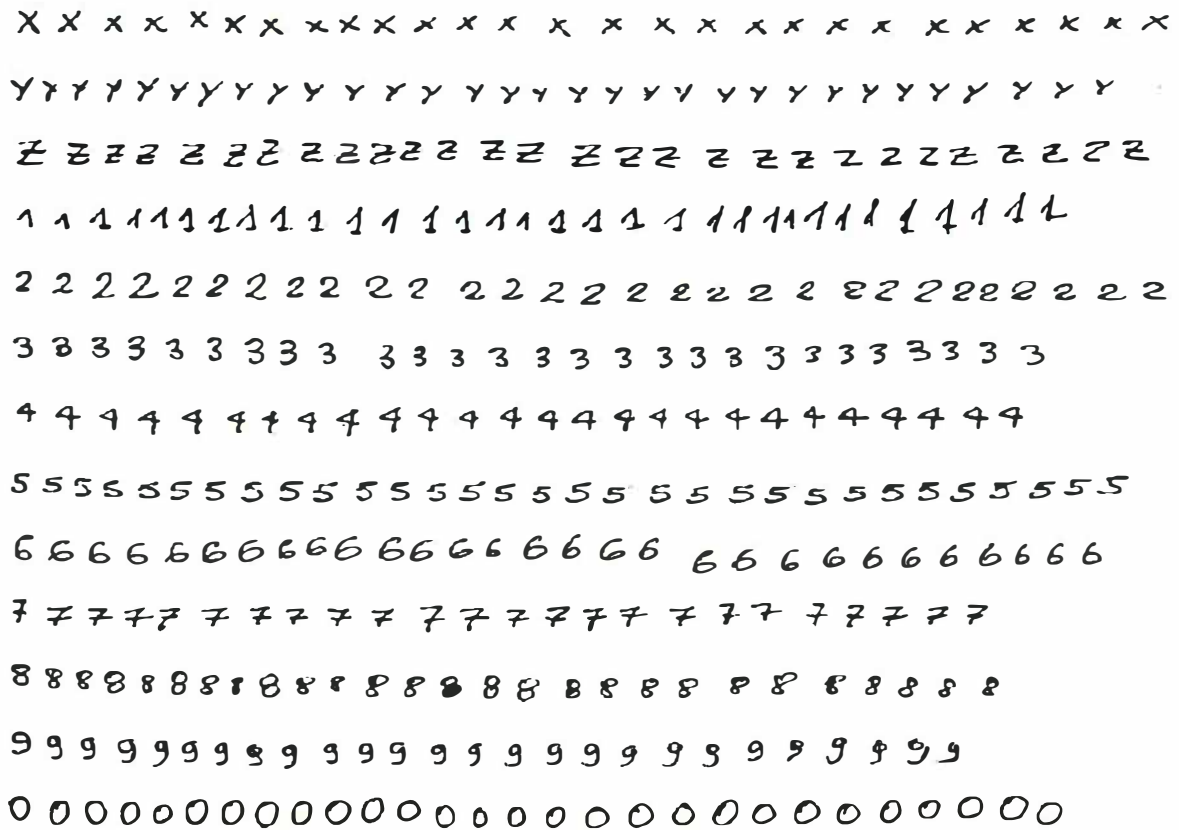 x x x x x x x x x x x x x x x x x x x x x x x x x x x
Y Y Y Y Y Y Y Y Y Y Y Y Y Y Y Y Y Y Y Y Y Y Y Y Y Y Y Y Y Y Y
Z Z Z Z Z Z Z Z Z Z Z Z Z Z Z Z Z Z Z Z Z Z Z Z Z Z Z Z
1 1 1 1 1 1 1 1 1 1 1 1 1 1 1 1 1 1 1 1 1 1 1 1 1 1 1 1 1 1 1 1
2 2 2 2 2 2 2 2 2 2 2 2 2 2 2 2 2 2 2 2 2 2 2 2 2 2 2 2 2
3 3 3 3 3 3 3 3 3 3 3 3 3 3 3 3 3 3 3 3 3 3 3 3 3 3 3
4 4 4 4 4 4 4 4 4 4 4 4 4 4 4 4 4 4 4 4 4 4 4 4 4 4
5 5 5 5 5 5 5 5 5 5 5 5 5 5 5 5 5 5 5 5 5 5 5 5 5 5 5 5 5 5 5
6 6 6 6 6 6 6 6 6 6 6 6 6 6 6 6 6 6 6 6 6 6 6 6 6 6 6 6 6
7 7 7 7 7 7 7 7 7 7 7 7 7 7 7 7 7 7 7 7 7 7 7 7
8 8 8 8 8 8 8 8 8 8 8 8 8 8 8 8 8 8 8 8 8 8 8 8 8 8 8
9 9 9 9 9 9 9 9 9 9 9 9 9 9 9 9 9 9 9 9 9 9 9 9 9 9
0 0 0 0 0 0 0 0 0 0 0 0 0 0 0 0 0 0 0 0 0 0 0 0 0 0 0 0